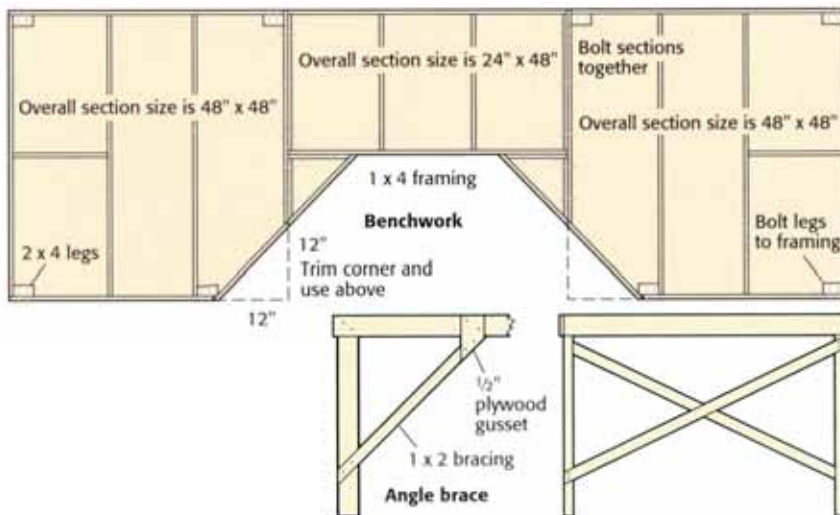 Overall section size is 48" x 48"
Overall section size is 24" x 48"
Bolt sections
together
Overall section size is 48" x 48"
1 x 4 framing
Benchwork
2 x 4 legs
12"
Trim corner and
use above
12"
Bolt legs
to framing
1/2"
plywood
gusset
1 x 2 bracing
Angle brace